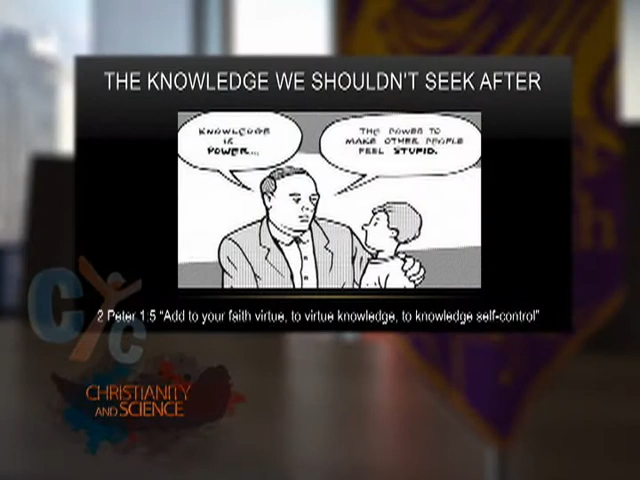 THE KNOWLEDGE WE SHOULDN'T SEEK AFTER
KNOWLEDGE
IS
POWER...
THE POWER TO
MAKE OTHER PEOPLE
FEEL STUPID.
2 Peter 1:5 "Add to your faith virtue, to virtue knowledge, to knowledge self-control"
CYC
CHRISTIANITY
AND SCIENCE